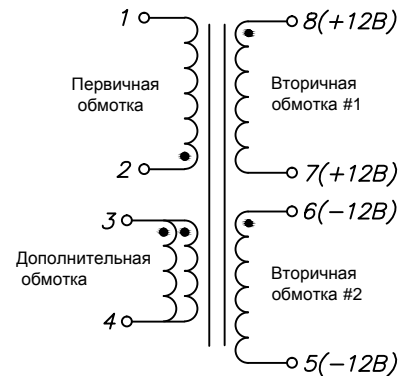 1
8(+12В)
Первичная
обмотка
Вторичная
обмотка #1
2
7(+12В)
3
6(−12В)
Дополнительная
обмотка
Вторичная
обмотка #2
4
5(−12В)